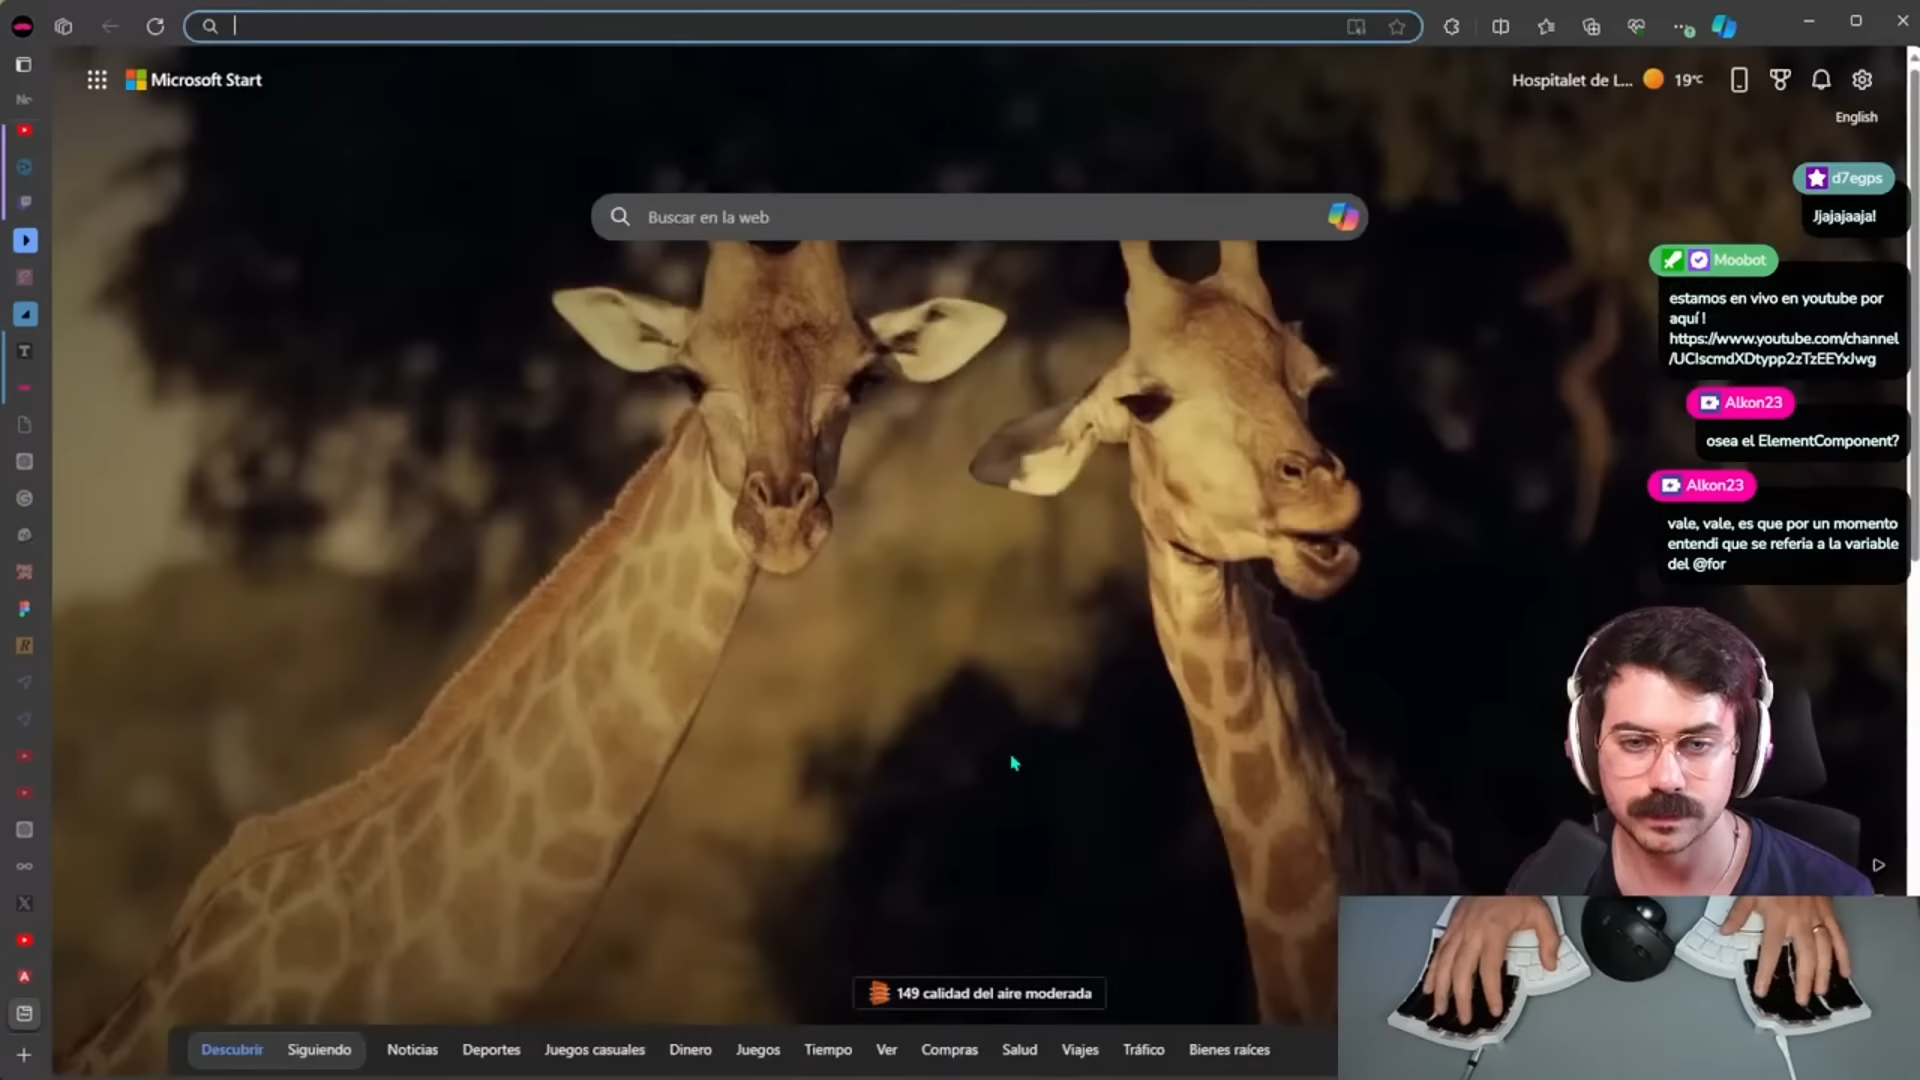 Microsoft Start
Hospitalet de L...
19°C
English
Buscar en la web
d7egps
Jjajajaaja!
Moobot
estamos en vivo en youtube por
aquí !
https://www.youtube.com/channel
/UCIscmdXDtypp2zTzEEYxJwg
Alkon23
osea el ElementComponent?
Alkon23
vale, vale, es que por un momento
entendi que se referia a la variable
del @for
149 calidad del aire moderada
Descubrir
Siguiendo
Noticias
Deportes
Juegos casuales
Dinero
Juegos
Tiempo
Ver
Compras
Salud
Viajes
Tráfico
Bienes raíces